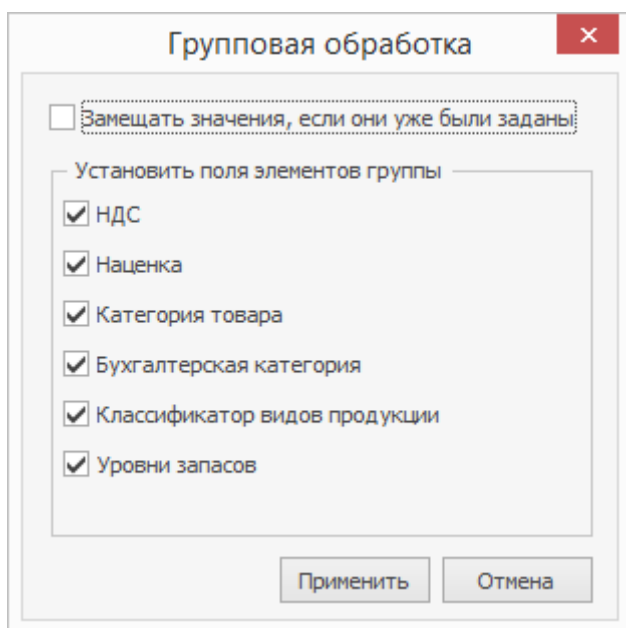 Групповая обработка
Замещать значения, если они уже были заданы
Установить поля элементов группы
НДС
Наценка
Категория товара
Бухгалтерская категория
Классификатор видов продукции
Уровни запасов
Применить
Отмена